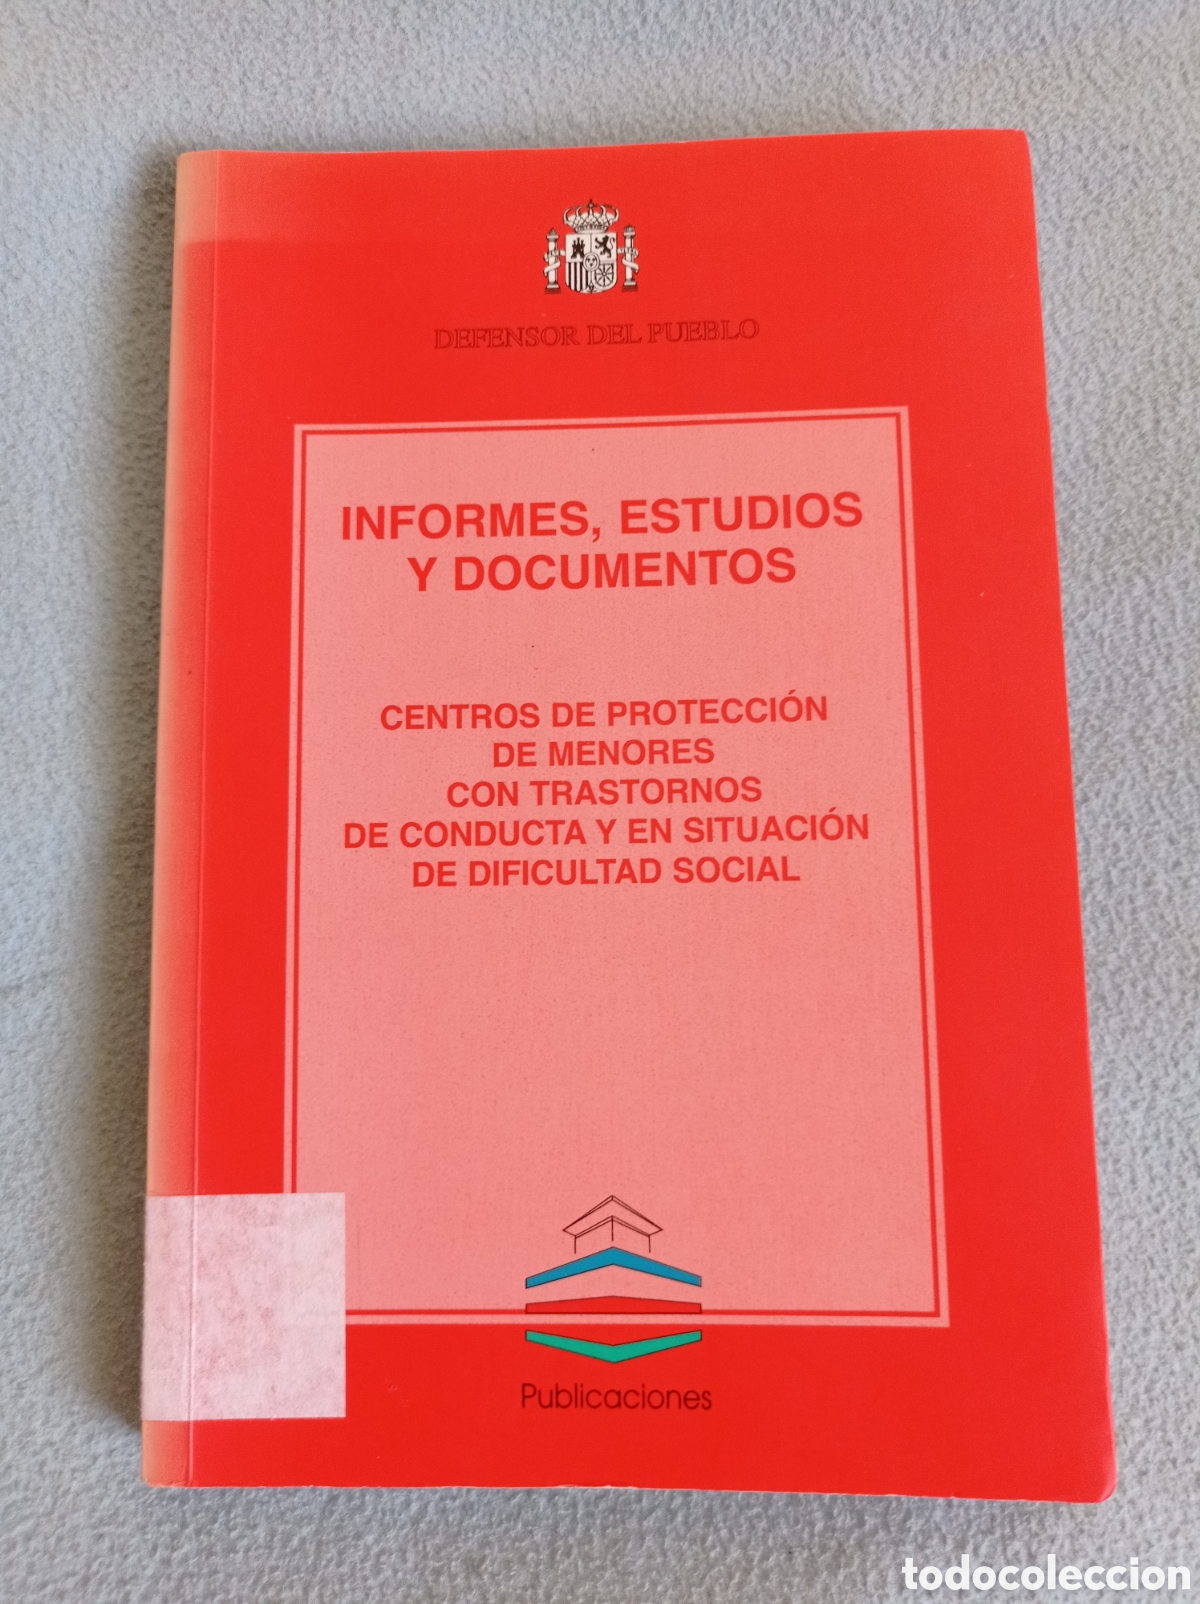 DEFENSOR DEL PUEBLO
INFORMES, ESTUDIOS
Y DOCUMENTOS
CENTROS DE PROTECCIÓN
DE MENORES
CON TRASTORNOS
DE CONDUCTA Y EN SITUACIÓN
DE DIFICULTAD SOCIAL
Publicaciones
todocoleccion